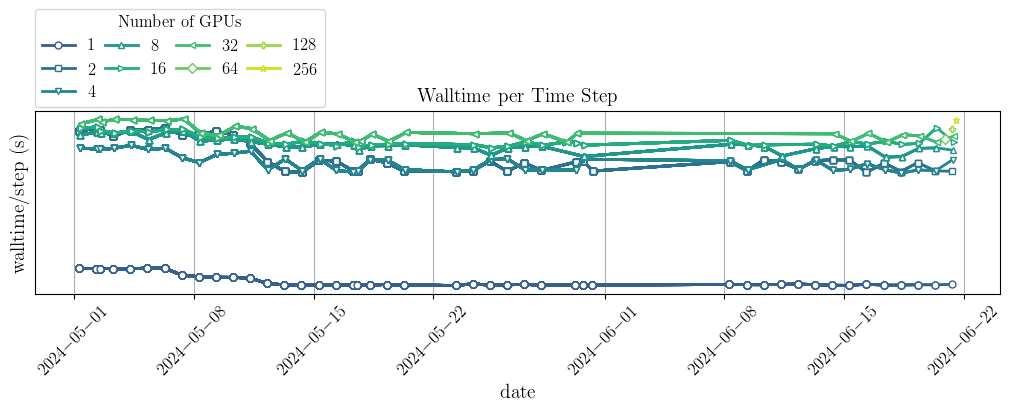 Number of GPUs
1 8 32 128
2 16 64 256
4
Walltime per Time Step
walltime/step (s)
2024−05−01 2024−05−08 2024−05−15 2024−05−22 2024−06−01 2024−06−08 2024−06−15 2024−06−22
date